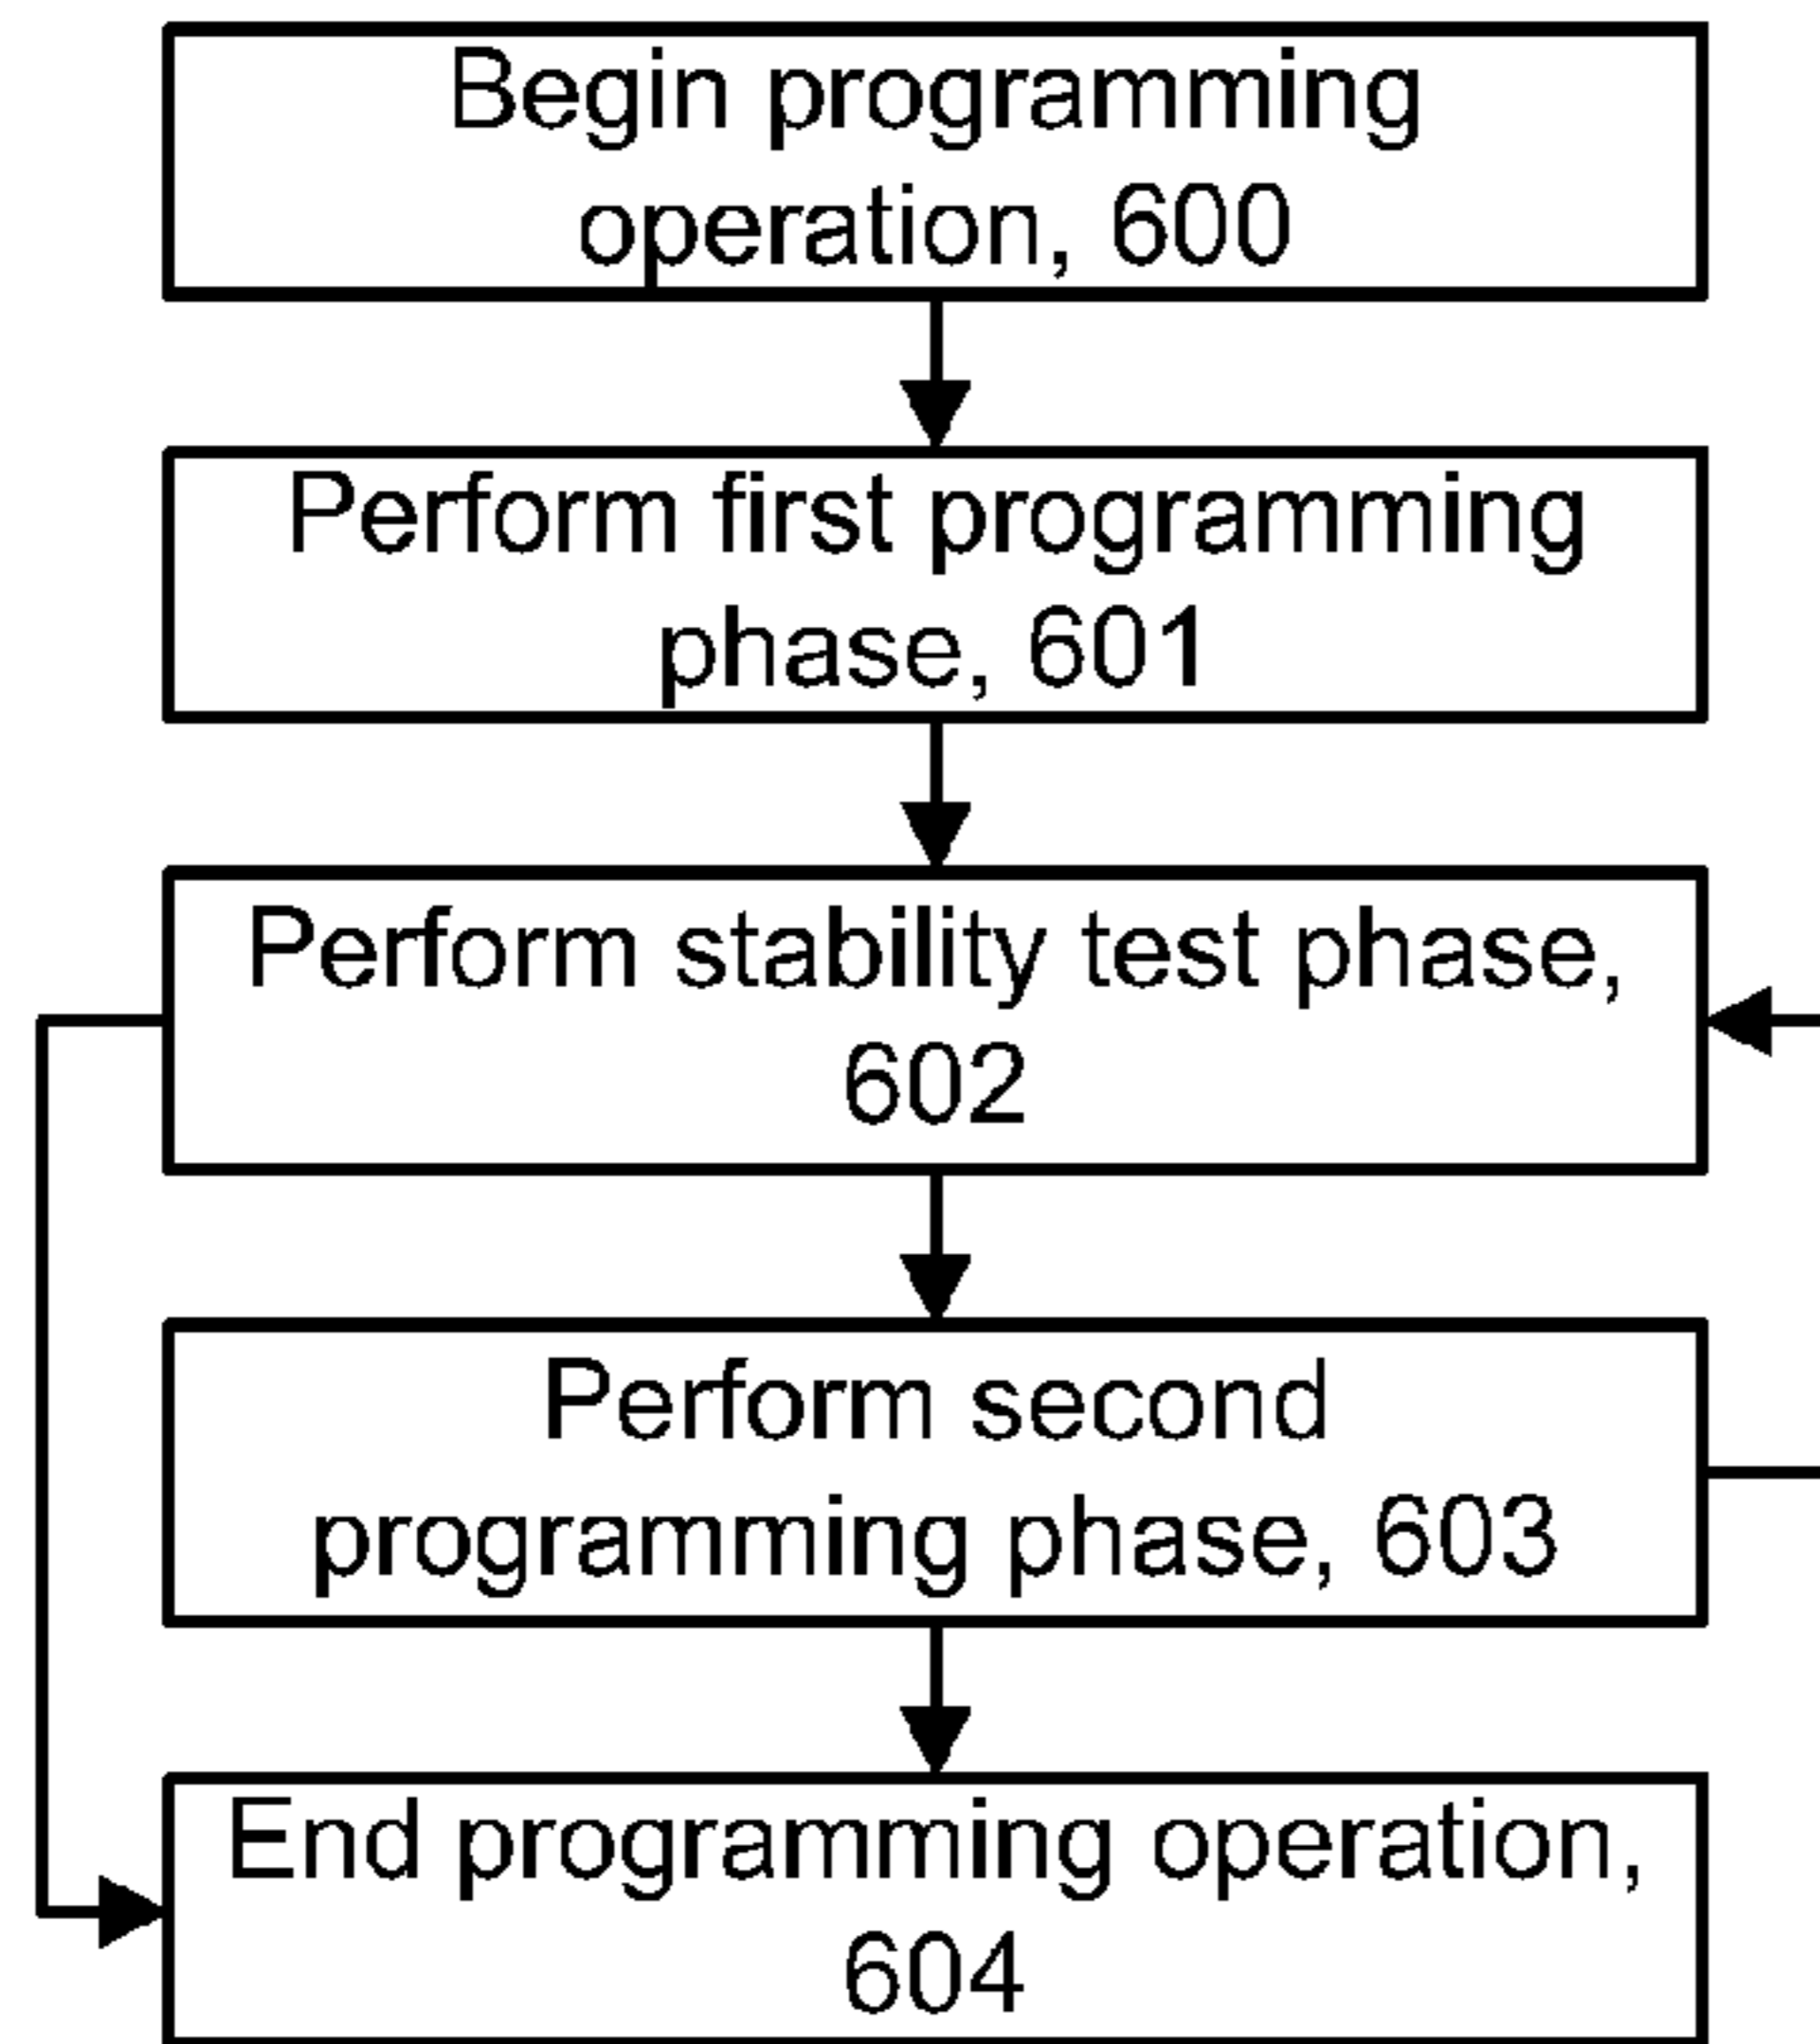 Begin programming
operation, 600
Perform first programming
phase, 601
Perform stability test phase,
602
Perform second
programming phase, 603
End programming operation,
604